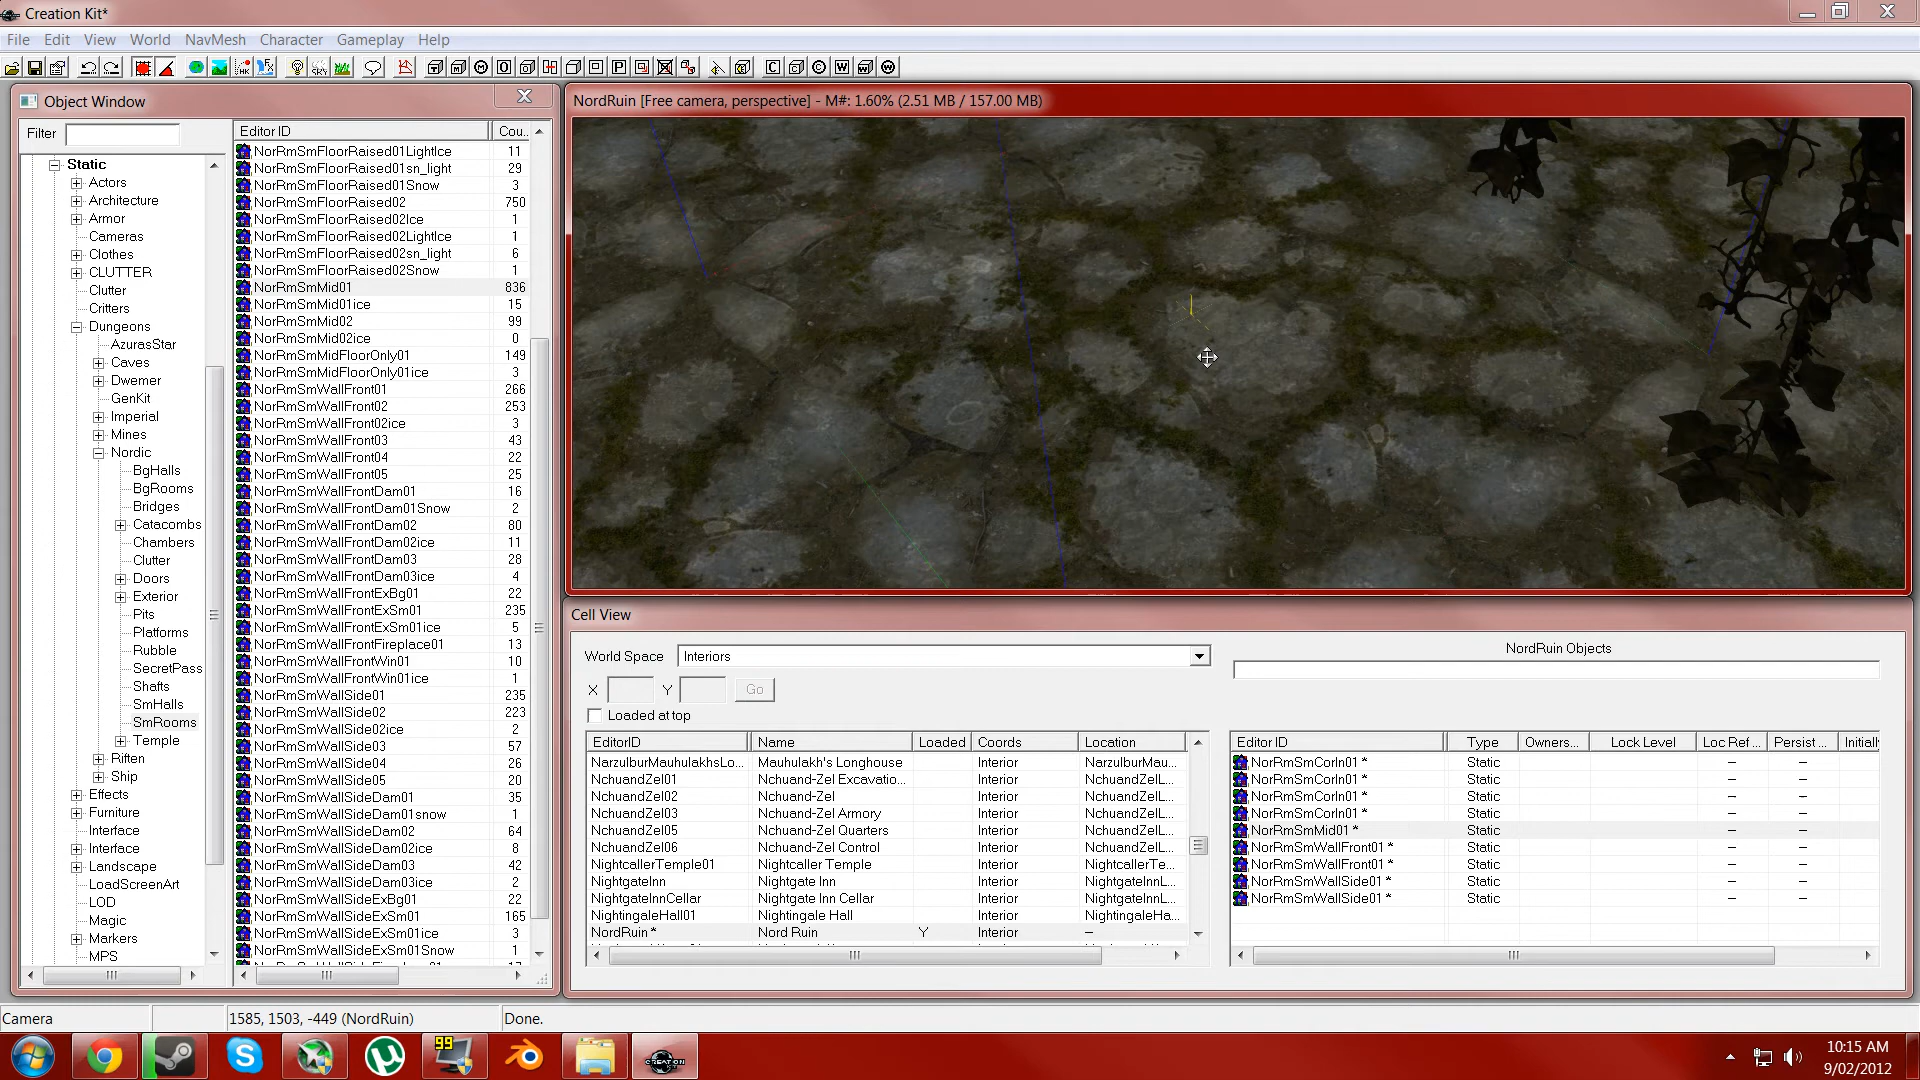 Creation Kit*
File Edit View World NavMesh Character Gameplay Help
Object Window
Filter
Static
Actors
Architecture
Armor
Cameras
Clothes
CLUTTER
Clutter
Critters
Dungeons
AzurasStar
Caves
Dwemer
GenKit
Imperial
Mines
Nordic
BgHalls
BgRooms
Bridges
Catacombs
Chambers
Clutter
Doors
Exterior
Pits
Platforms
Rubble
SecretPass
Shafts
SmHalls
SmRooms
Temple
Riften
Ship
Effects
Furniture
Interface
Interface
Landscape
LoadScreenArt
LOD
Magic
Markers
MPS
Editor ID Cou..
NorRmSmFloorRaised01LightIce 11
NorRmSmFloorRaised01sn_light 29
NorRmSmFloorRaised01Snow 3
NorRmSmFloorRaised02 750
NorRmSmFloorRaised02Ice 1
NorRmSmFloorRaised02LightIce 1
NorRmSmFloorRaised02sn_light 6
NorRmSmFloorRaised02Snow 1
NorRmSmMid01 836
NorRmSmMid01ice 15
NorRmSmMid02 99
NorRmSmMid02ice 0
NorRmSmMidFloorOnly01 149
NorRmSmMidFloorOnly01ice 3
NorRmSmWallFront01 266
NorRmSmWallFront02 253
NorRmSmWallFront02ice 3
NorRmSmWallFront03 43
NorRmSmWallFront04 22
NorRmSmWallFront05 25
NorRmSmWallFrontDam01 16
NorRmSmWallFrontDam01Snow 2
NorRmSmWallFrontDam02 80
NorRmSmWallFrontDam02ice 11
NorRmSmWallFrontDam03 28
NorRmSmWallFrontDam03ice 4
NorRmSmWallFrontExBg01 22
NorRmSmWallFrontExSm01 235
NorRmSmWallFrontExSm01ice 5
NorRmSmWallFrontFireplace01 13
NorRmSmWallFrontWin01 10
NorRmSmWallFrontWin01ice 1
NorRmSmWallSide01 235
NorRmSmWallSide02 223
NorRmSmWallSide02ice 2
NorRmSmWallSide03 57
NorRmSmWallSide04 26
NorRmSmWallSide05 20
NorRmSmWallSideDam01 35
NorRmSmWallSideDam01snow 1
NorRmSmWallSideDam02 64
NorRmSmWallSideDam02ice 8
NorRmSmWallSideDam03 42
NorRmSmWallSideDam03ice 2
NorRmSmWallSideExBg01 22
NorRmSmWallSideExSm01 165
NorRmSmWallSideExSm01ice 3
NorRmSmWallSideExSm01Snow 1
NordRuin [Free camera, perspective] - M#: 1.60% (2.51 MB / 157.00 MB)
Cell View
World Space Interiors
X Y Go
Loaded at top
EditorID Name Loaded Coords Location
NarzulburMauhulakhsLo... Mauhulakh's Longhouse Interior NarzulburMau...
NchuandZel01 Nchuand-Zel Excavatio... Interior NchuandZelL...
NchuandZel02 Nchuand-Zel Interior NchuandZelL...
NchuandZel03 Nchuand-Zel Armory Interior NchuandZelL...
NchuandZel05 Nchuand-Zel Quarters Interior NchuandZelL...
NchuandZel06 Nchuand-Zel Control Interior NchuandZelL...
NightcallerTemple01 Nightcaller Temple Interior NightcallerTe...
NightgateInn Nightgate Inn Interior NightgateInnL...
NightgateInnCellar Nightgate Inn Cellar Interior NightgateInnL...
NightingaleHall01 Nightingale Hall Interior NightingaleHa...
NordRuin * Nord Ruin Y Interior –
NordRuin Objects
Editor ID Type Owners... Lock Level Loc Ref ... Persist ... Initially
NorRmSmCorIn01 * Static – –
NorRmSmCorIn01 * Static – –
NorRmSmCorIn01 * Static – –
NorRmSmCorIn01 * Static – –
NorRmSmMid01 * Static – –
NorRmSmWallFront01 * Static – –
NorRmSmWallFront01 * Static – –
NorRmSmWallSide01 * Static – –
NorRmSmWallSide01 * Static – –
Camera 1585, 1503, -449 (NordRuin) Done.
99
CREATION
10:15 AM
9/02/2012